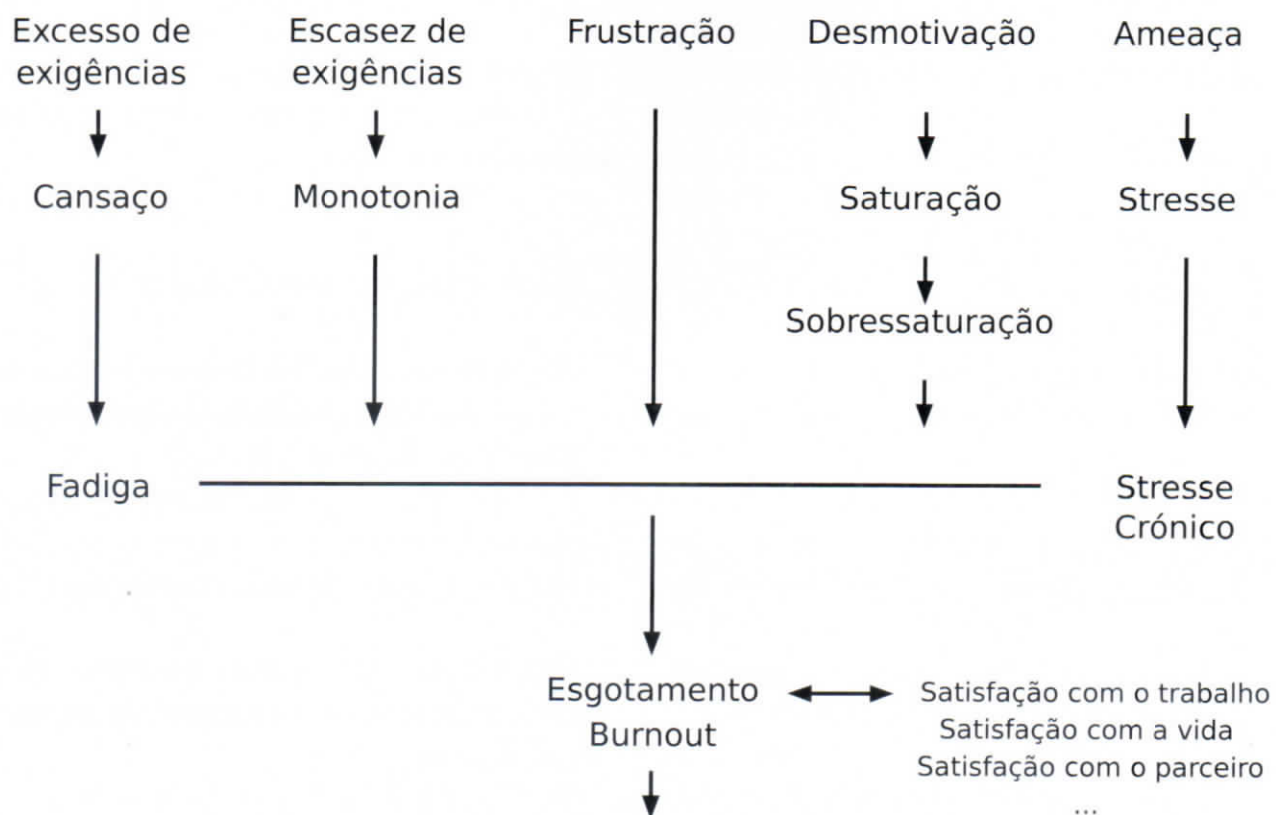 Excesso de
exigências
Escasez de
exigências
Frustração
Desmotivação
Ameaça
Cansaço
Monotonia
Saturação
Stresse
Sobressaturação
Fadiga
Stresse
Crónico
Esgotamento
Burnout
Satisfação com o trabalho
Satisfação com a vida
Satisfação com o parceiro
...